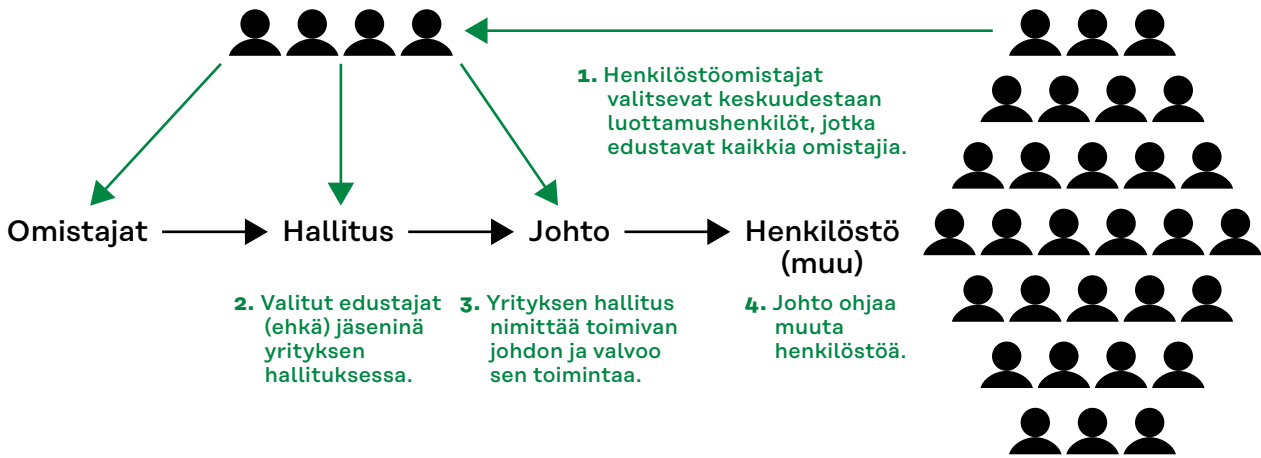 1. Henkilöstöomistajat
valitsevat keskuudestaan
luottamushenkilöt, jotka
edustavat kaikkia omistajia.
Omistajat
Hallitus
Johto
Henkilöstö
(muu)
2. Valitut edustajat
(ehkä) jäseninä
yrityksen
hallituksessa.
3. Yrityksen hallitus
nimittää toimivan
johdon ja valvoo
sen toimintaa.
4. Johto ohjaa
muuta
henkilöstöä.